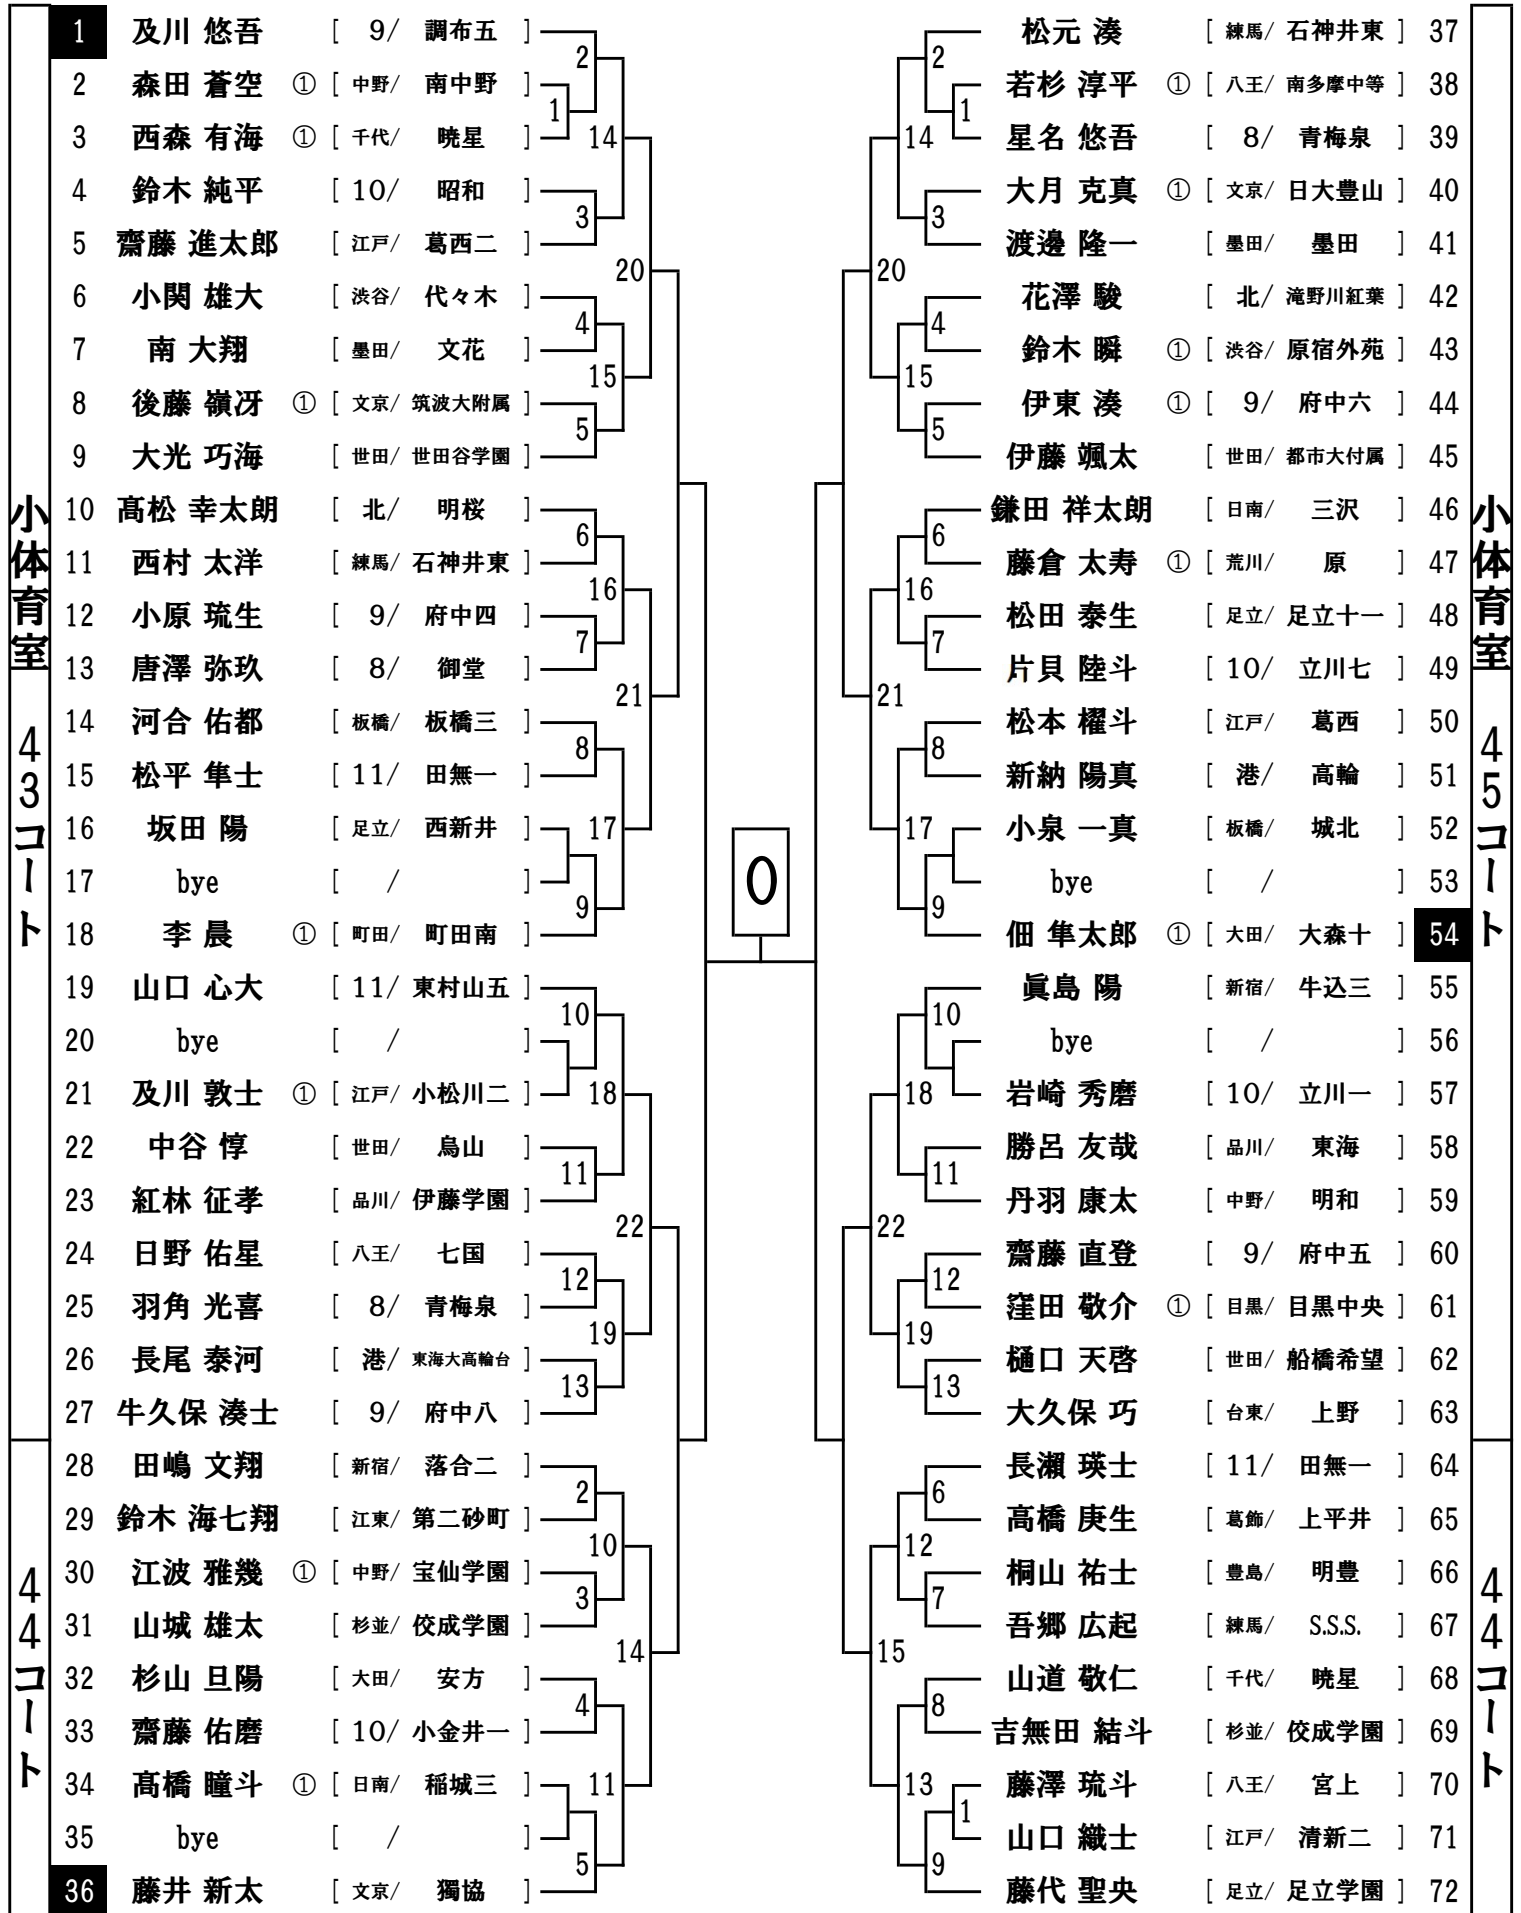 小体育室 43コート
44コート
1 及川 悠吾 [ 9/ 調布五 ]
2 森田 蒼空 ① [ 中野/ 南中野 ]
3 西森 有海 ① [ 千代/ 暁星 ]
4 鈴木 純平 [ 10/ 昭和 ]
5 齋藤 進太郎 [ 江戸/ 葛西二 ]
6 小関 雄大 [ 渋谷/ 代々木 ]
7 南 大翔 [ 墨田/ 文花 ]
8 後藤 嶺冴 ① [ 文京/ 筑波大附属 ]
9 大光 巧海 [ 世田/ 世田谷学園 ]
10 髙松 幸太朗 [ 北/ 明桜 ]
11 西村 太洋 [ 練馬/ 石神井東 ]
12 小原 琉生 [ 9/ 府中四 ]
13 唐澤 弥玖 [ 8/ 御堂 ]
14 河合 佑都 [ 板橋/ 板橋三 ]
15 松平 隼士 [ 11/ 田無一 ]
16 坂田 陽 [ 足立/ 西新井 ]
17 bye [ / ]
18 李 晨 ① [ 町田/ 町田南 ]
19 山口 心大 [ 11/ 東村山五 ]
20 bye [ / ]
21 及川 敦士 ① [ 江戸/ 小松川二 ]
22 中谷 惇 [ 世田/ 烏山 ]
23 紅林 征孝 [ 品川/ 伊藤学園 ]
24 日野 佑星 [ 八王/ 七国 ]
25 羽角 光喜 [ 8/ 青梅泉 ]
26 長尾 泰河 [ 港/ 東海大高輪台 ]
27 牛久保 湊士 [ 9/ 府中八 ]
28 田嶋 文翔 [ 新宿/ 落合二 ]
29 鈴木 海七翔 [ 江東/ 第二砂町 ]
30 江波 雅幾 ① [ 中野/ 宝仙学園 ]
31 山城 雄太 [ 杉並/ 佼成学園 ]
32 杉山 旦陽 [ 大田/ 安方 ]
33 齋藤 佑磨 [ 10/ 小金井一 ]
34 髙橋 瞳斗 ① [ 日南/ 稲城三 ]
35 bye [ / ]
36 藤井 新太 [ 文京/ 獨協 ]
2
1
14
3
20
4
15
5
6
16
7
21
8
17
9
10
18
11
22
12
19
13
2
10
3
14
4
11
5
0
2
1
14
3
20
4
15
5
6
16
7
21
8
17
9
10
18
11
22
12
19
13
6
12
7
15
8
13
1
9
松元 湊 [ 練馬/ 石神井東 ] 37
若杉 淳平 ① [ 八王/ 南多摩中等 ] 38
星名 悠吾 [ 8/ 青梅泉 ] 39
大月 克真 ① [ 文京/ 日大豊山 ] 40
渡邊 隆一 [ 墨田/ 墨田 ] 41
花澤 駿 [ 北/ 滝野川紅葉 ] 42
鈴木 瞬 ① [ 渋谷/ 原宿外苑 ] 43
伊東 湊 ① [ 9/ 府中六 ] 44
伊藤 颯太 [ 世田/ 都市大付属 ] 45
鎌田 祥太朗 [ 日南/ 三沢 ] 46
藤倉 太寿 ① [ 荒川/ 原 ] 47
松田 泰生 [ 足立/ 足立十一 ] 48
片貝 陸斗 [ 10/ 立川七 ] 49
松本 櫂斗 [ 江戸/ 葛西 ] 50
新納 陽真 [ 港/ 高輪 ] 51
小泉 一真 [ 板橋/ 城北 ] 52
bye [ / ] 53
佃 隼太郎 ① [ 大田/ 大森十 ] 54
眞島 陽 [ 新宿/ 牛込三 ] 55
bye [ / ] 56
岩崎 秀磨 [ 10/ 立川一 ] 57
勝呂 友哉 [ 品川/ 東海 ] 58
丹羽 康太 [ 中野/ 明和 ] 59
齋藤 直登 [ 9/ 府中五 ] 60
窪田 敬介 ① [ 目黒/ 目黒中央 ] 61
樋口 天啓 [ 世田/ 船橋希望 ] 62
大久保 巧 [ 台東/ 上野 ] 63
長瀬 瑛士 [ 11/ 田無一 ] 64
高橋 庚生 [ 葛飾/ 上平井 ] 65
桐山 祐士 [ 豊島/ 明豊 ] 66
吾郷 広起 [ 練馬/ S.S.S. ] 67
山道 敬仁 [ 千代/ 暁星 ] 68
吉無田 結斗 [ 杉並/ 佼成学園 ] 69
藤澤 琉斗 [ 八王/ 宮上 ] 70
山口 織士 [ 江戸/ 清新二 ] 71
藤代 聖央 [ 足立/ 足立学園 ] 72
小体育室 45コート
44コート